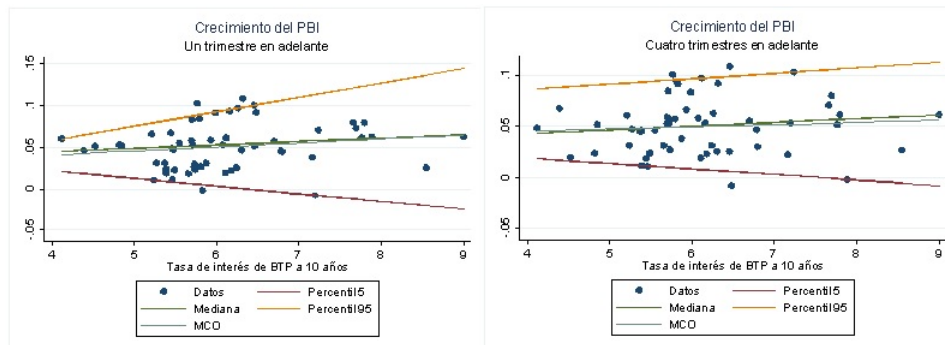 Crecimiento del PBI
Un trimestre en adelante
.15
.1
.05
0
-.05
4 5 6 7 8 9
Tasa de interés de BTP a 10 años
Datos Percentil5
Mediana Percentil95
MCO
Crecimiento del PBI
Cuatro trimestres en adelante
.1
.05
0
-.05
4 5 6 7 8 9
Tasa de interés de BTP a 10 años
Datos Percentil5
Mediana Percentil95
MCO